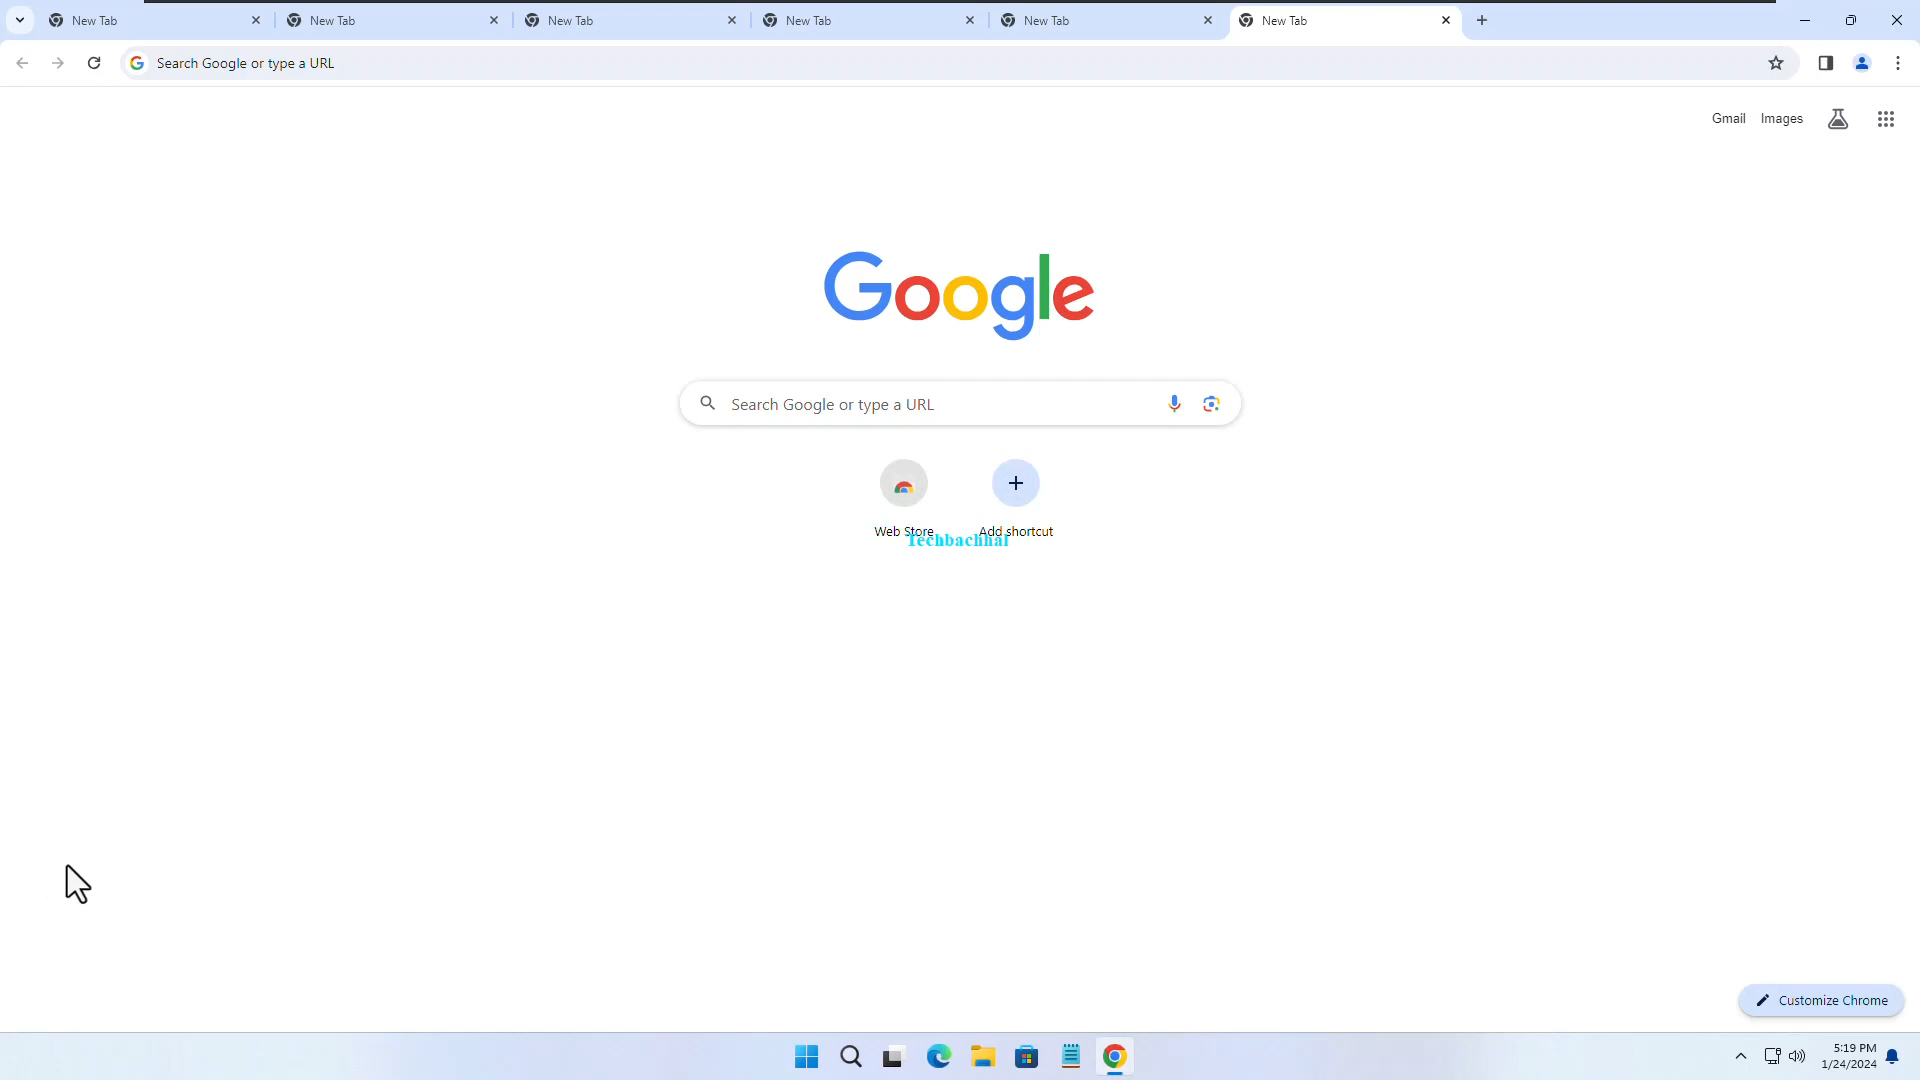 New Tab
New Tab
New Tab
New Tab
New Tab
New Tab
Search Google or type a URL
Gmail Images
Google
Search Google or type a URL
Web Store
Add shortcut
Techbachhal
Customize Chrome
5:19 PM
1/24/2024